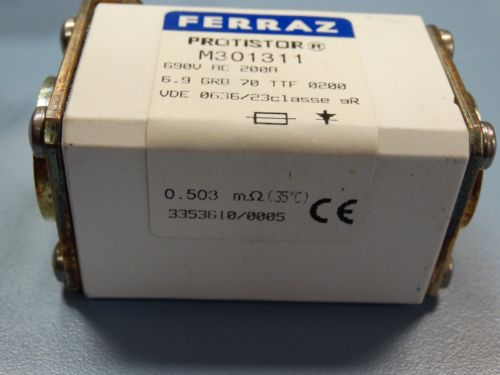 FERRAZ
PROTISTOR®
M301311
690V AC 200A
6.9 GRB 70 TTF 0200
VDE 0636/23classe gR
0.503 mΩ(35°C)
3353610/0005 CE